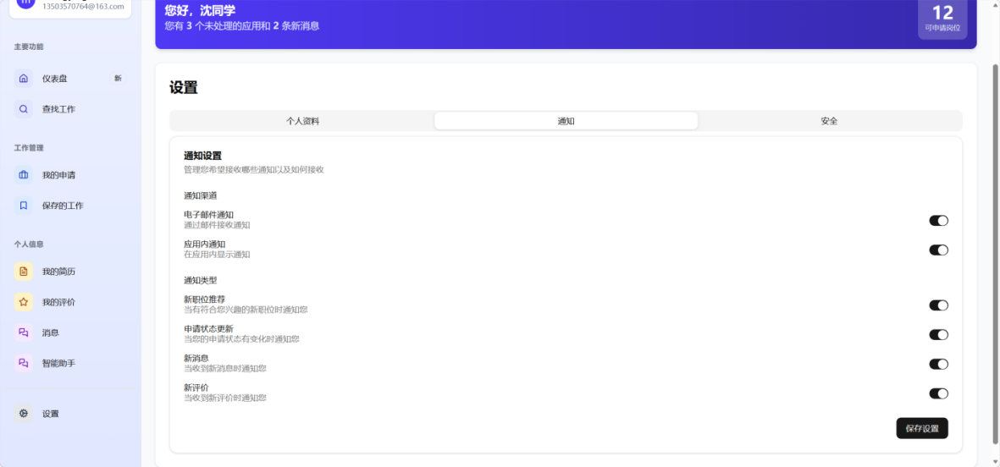 13503570764@163.com
主要功能
仪表盘
新
查找工作
工作管理
我的申请
保存的工作
个人信息
我的简历
我的评价
消息
智能助手
设置
您好，沈同学
您有 3 个未处理的应用和 2 条新消息
12
可申请岗位
设置
个人资料
通知
安全
通知设置
管理您希望接收哪些通知以及如何接收
通知渠道
电子邮件通知
通过邮件接收通知
应用内通知
在应用内显示通知
通知类型
新职位推荐
当有符合您兴趣的新职位时通知您
申请状态更新
当您的申请状态有变化时通知您
新消息
当收到新消息时通知您
新评价
当收到新评价时通知您
保存设置